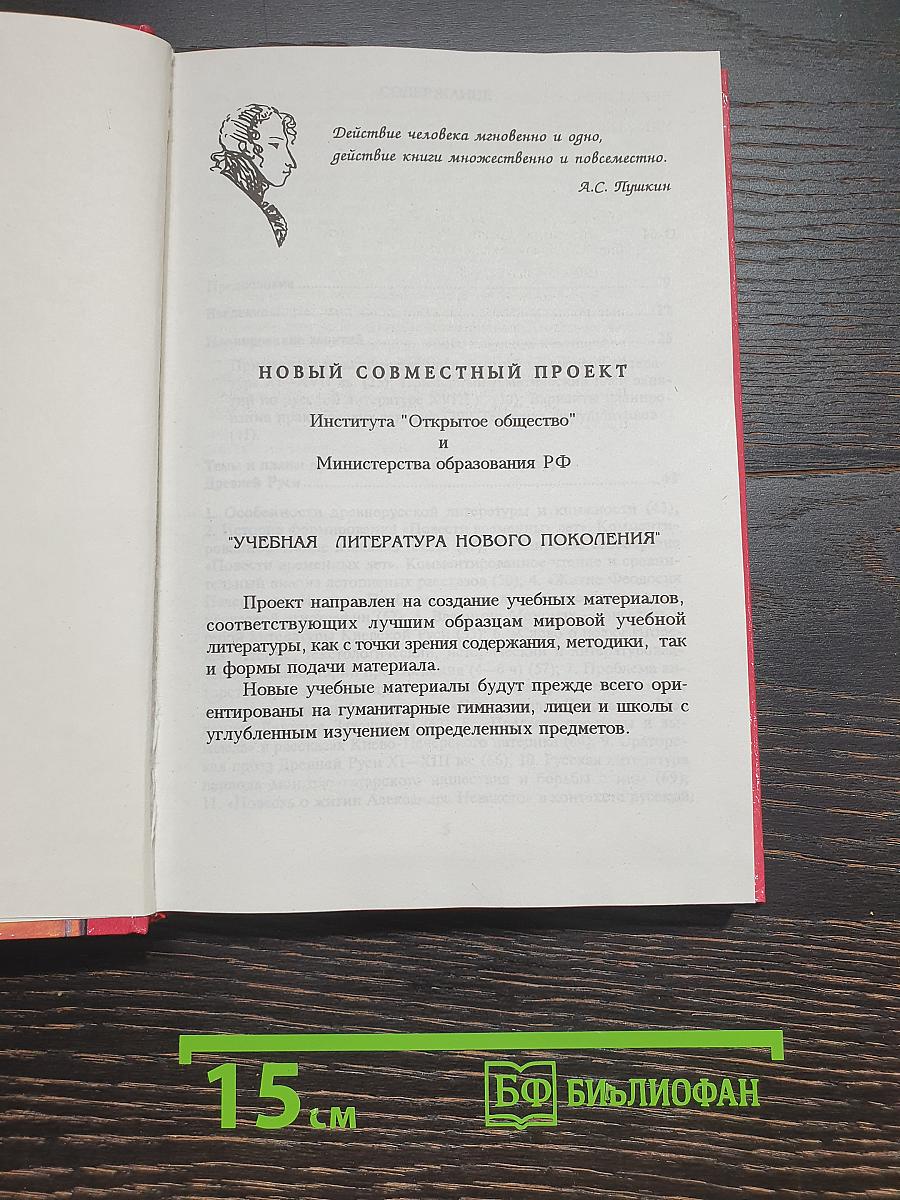 Действие человека мгновенно и одно,
действие книги множественно и повсеместно.
А.С. Пушкин
НОВЫЙ СОВМЕСТНЫЙ ПРОЕКТ
Института "Открытое общество"
и
Министерства образования РФ
"УЧЕБНАЯ ЛИТЕРАТУРА НОВОГО ПОКОЛЕНИЯ"
Проект направлен на создание учебных материалов,
соответствующих лучшим образцам мировой учебной
литературы, как с точки зрения содержания, методики, так
и формы подачи материала.
Новые учебные материалы будут прежде всего ори-
ентированы на гуманитарные гимназии, лицеи и школы с
углубленным изучением определенных предметов.
15 см
БФ БИБЛИОФАН